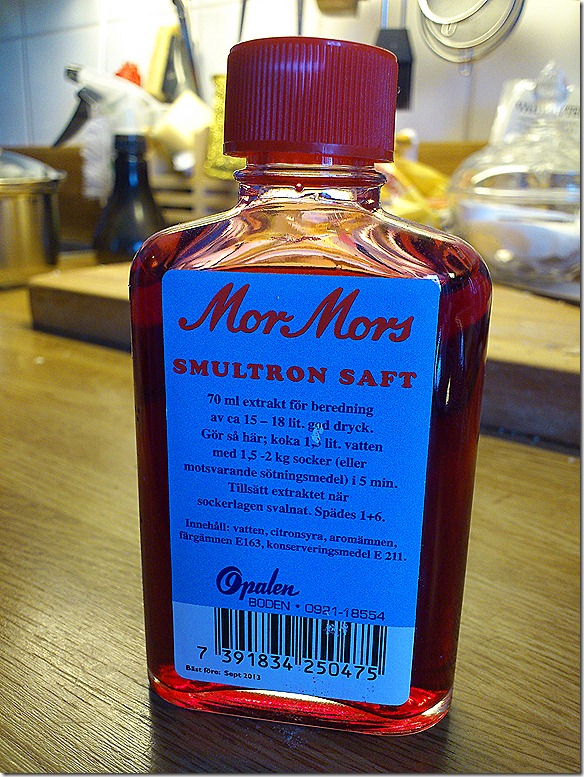 Mor Mors
SMULTRON SAFT
70 ml extrakt för beredning
av ca 15 – 18 lit. god dryck.
Gör så här; koka lit. vatten
med 1,5 -2 kg socker (eller
motsvarande sötningsmedel) i 5 min.
Tillsätt extraktet när
sockerlagen svalnat. Spädes 1+6.
Innehåll: vatten, citronsyra, aromämnen,
färgämnen E163, konserveringsmedel E 211.
Opalen
BODEN • 0921-18554
7 391834 250475
Bäst före: Sept 2013